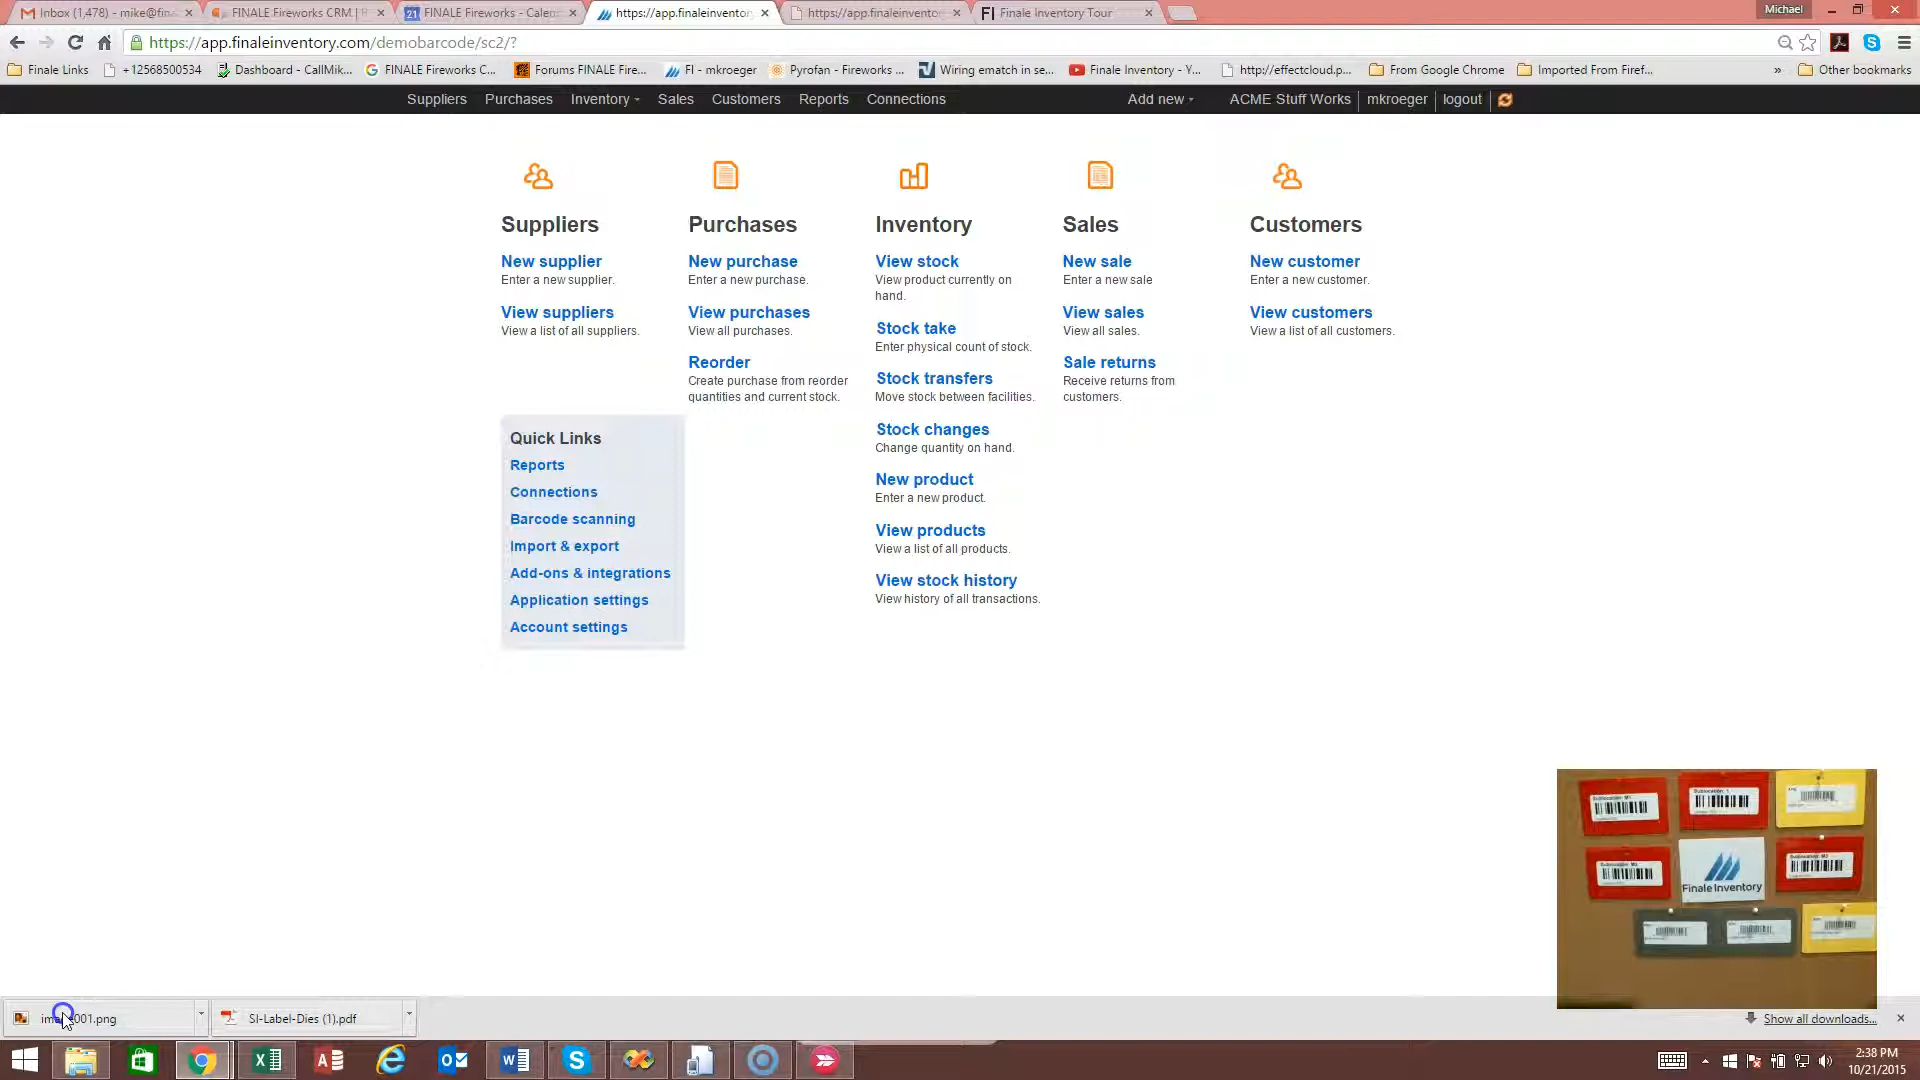 Inbox (1,478) - mike@fin
FINALE Fireworks CRM | R
FINALE Fireworks - Calen
https://app.finaleinventor
https://app.finaleinvento
FI Finale Inventory Tour
Michael
https://app.finaleinventory.com/demobarcode/sc2/?
Finale Links
+12568500534
Dashboard - CallMik...
FINALE Fireworks C...
Forums FINALE Fire...
FI - mkroeger
Pyrofan - Fireworks ...
Wiring ematch in se...
Finale Inventory - Y...
http://effectcloud.p...
From Google Chrome
Imported From Firef...
»
Other bookmarks
Suppliers
Purchases
Inventory
Sales
Customers
Reports
Connections
Add new
ACME Stuff Works
mkroeger
logout
Suppliers
New supplier
Enter a new supplier.
View suppliers
View a list of all suppliers.
Purchases
New purchase
Enter a new purchase.
View purchases
View all purchases.
Reorder
Create purchase from reorder
quantities and current stock.
Inventory
View stock
View product currently on
hand.
Stock take
Enter physical count of stock.
Stock transfers
Move stock between facilities.
Stock changes
Change quantity on hand.
New product
Enter a new product.
View products
View a list of all products.
View stock history
View history of all transactions.
Sales
New sale
Enter a new sale
View sales
View all sales.
Sale returns
Receive returns from
customers.
Customers
New customer
Enter a new customer.
View customers
View a list of all customers.
Quick Links
Reports
Connections
Barcode scanning
Import & export
Add-ons & integrations
Application settings
Account settings
Sublocation: M1
Sublocation: 1
Finale Inventory
SI-Label-Dies (1).pdf
Show all downloads...
2:38 PM
10/21/2015